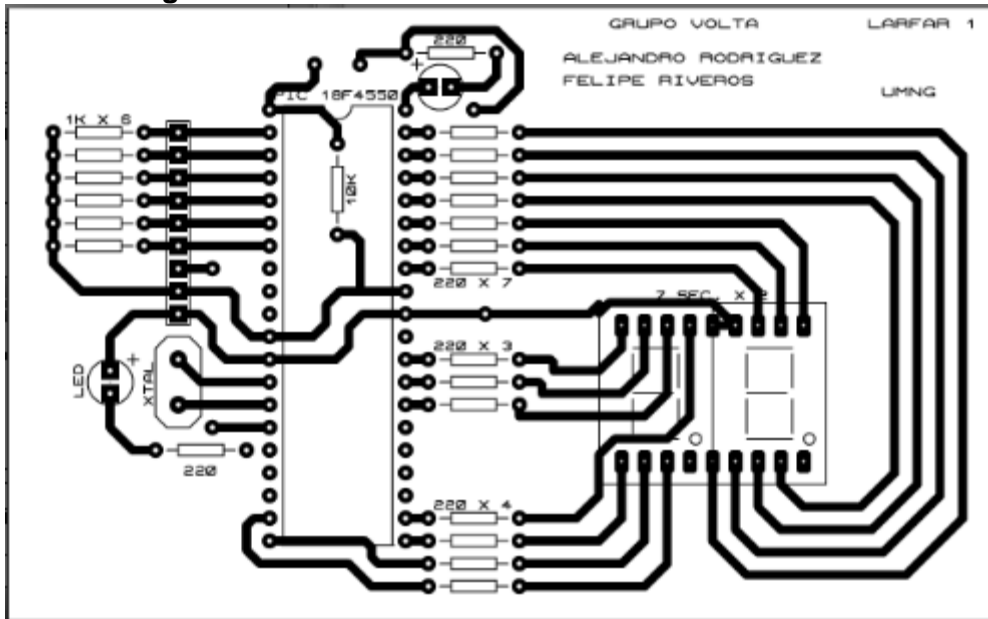 GRUPO VOLTA
LARFAR 1
220
+
ALEJANDRO RODRIGUEZ
FELIPE RIVEROS
UMNG
PIC 18F4550
1K X 6
10K
220 X 7
7 SEG. X 2
220 X 3
+
LED
XTAL
220
220 X 4